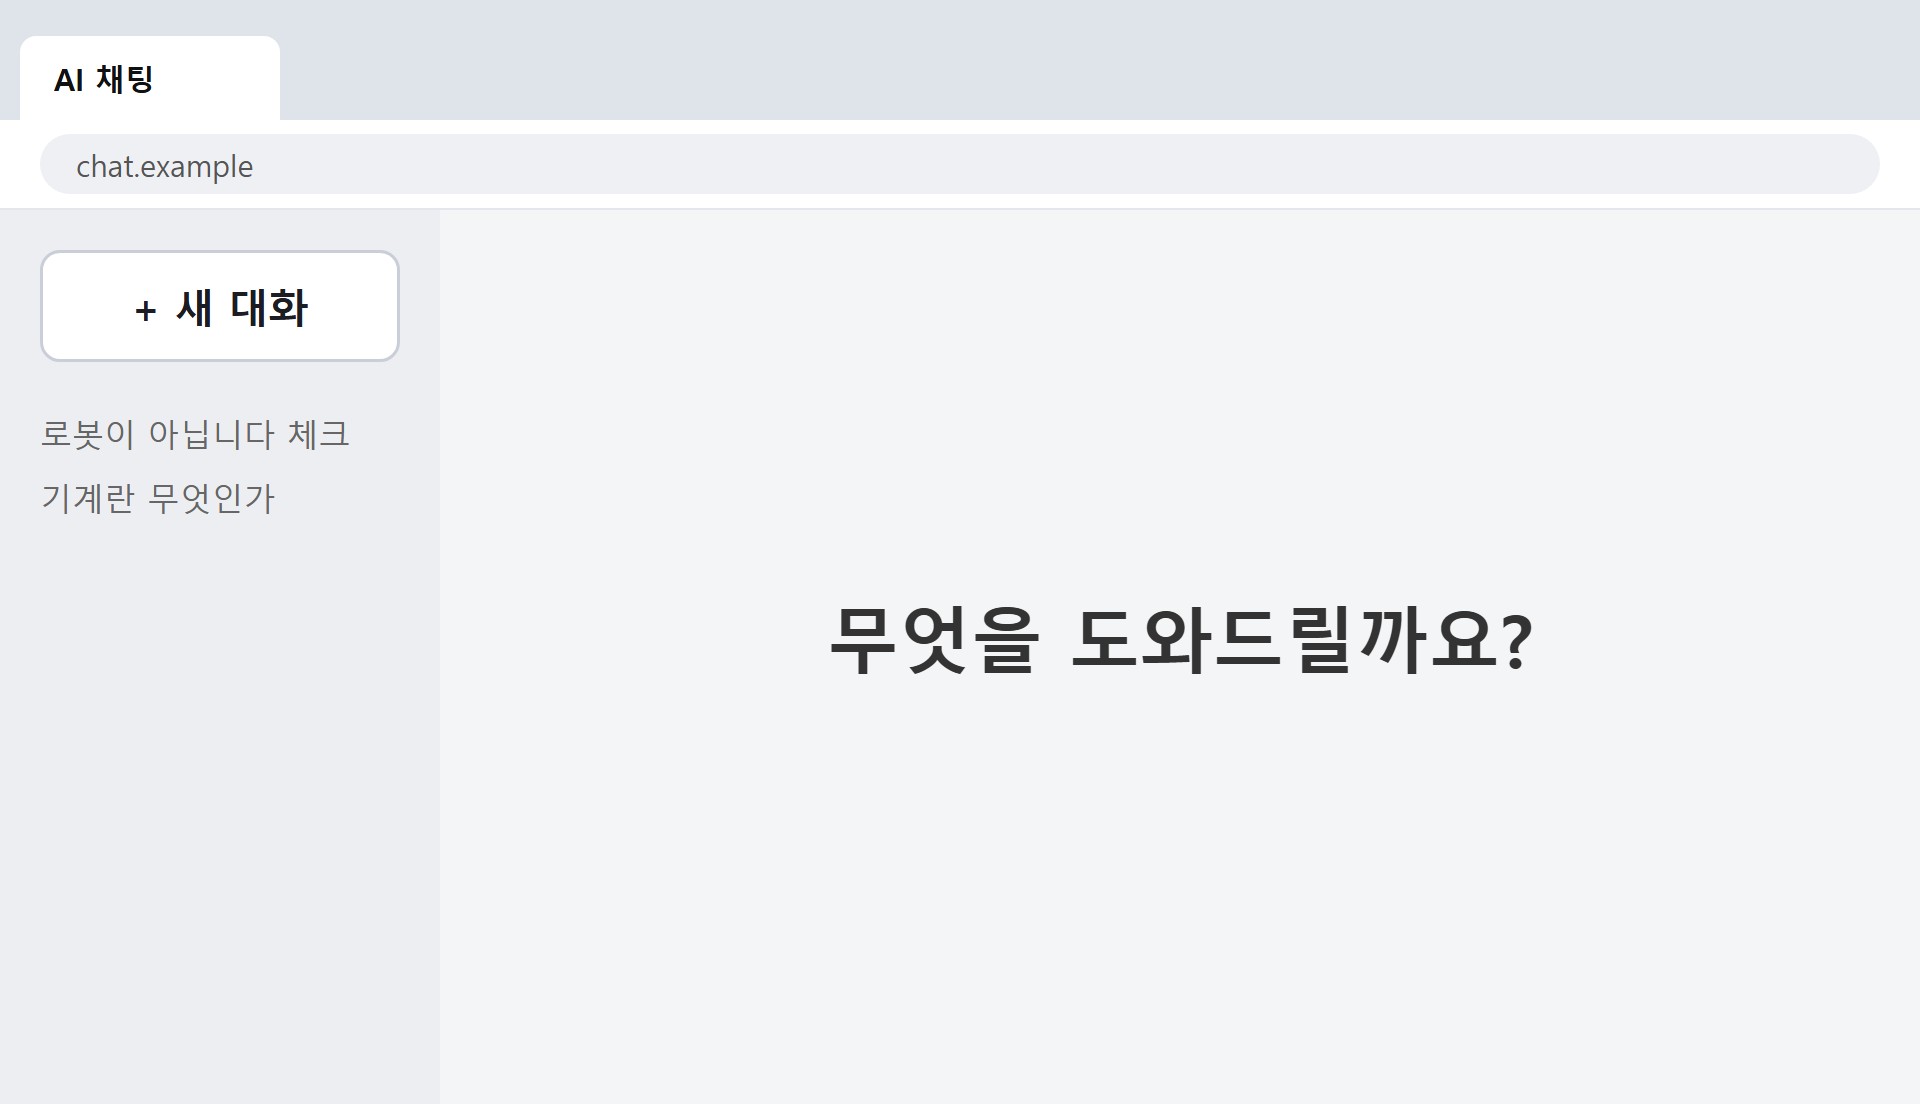 AI 채팅
chat.example
+ 새 대화
로봇이 아닙니다 체크
기계란 무엇인가
무엇을 도와드릴까요?